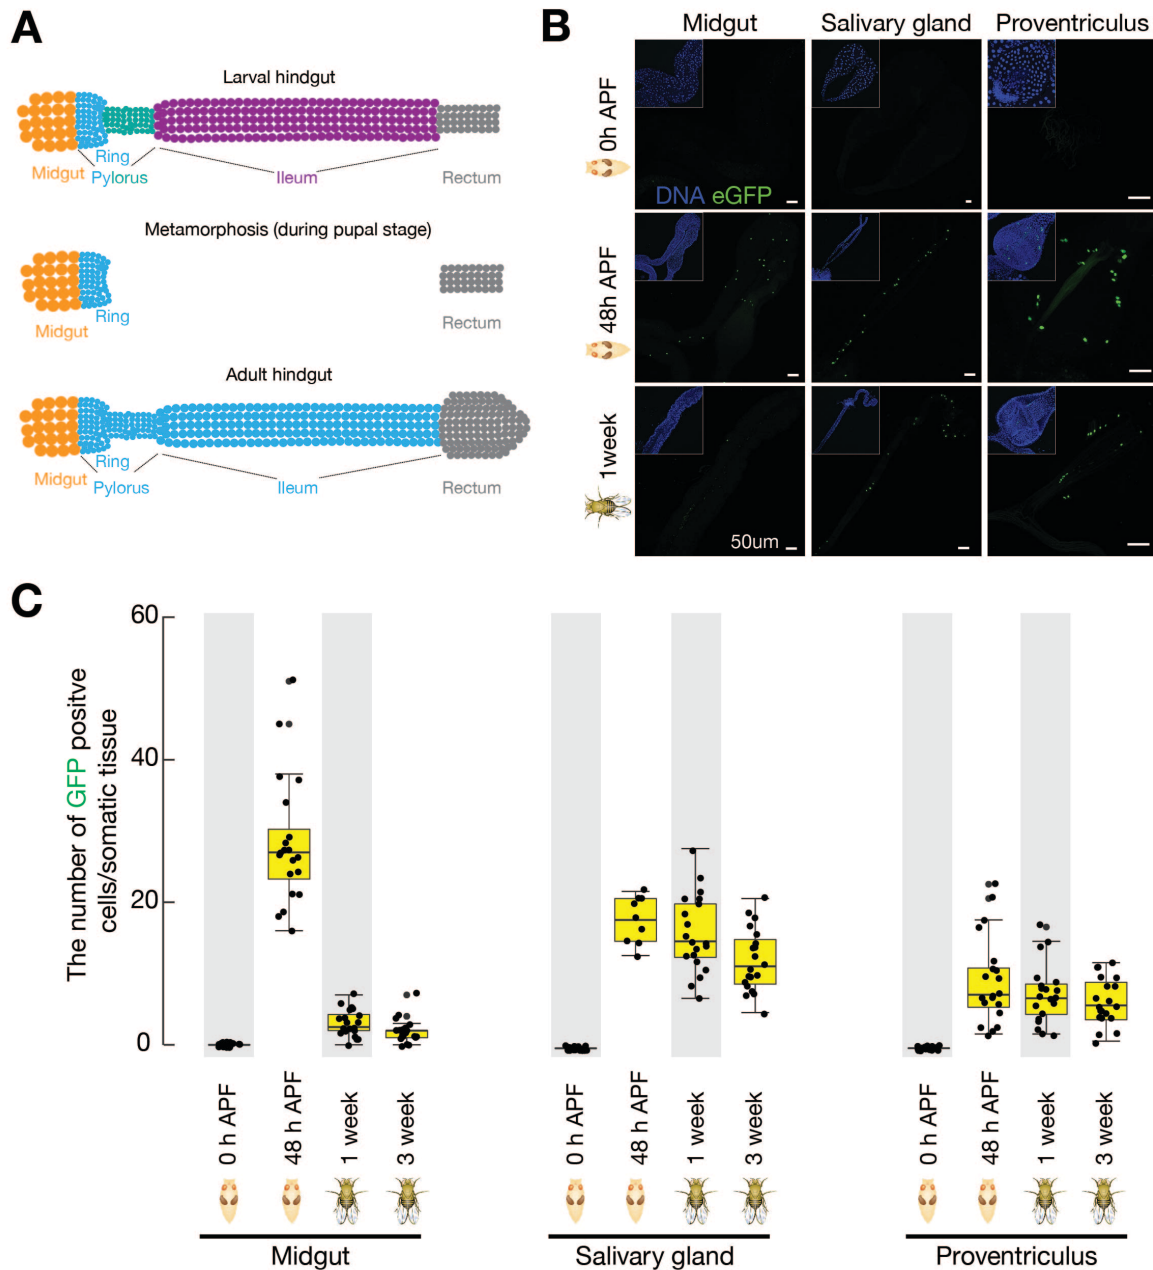 A
Larval hindgut
Ring
Midgut Pylorus Ileum Rectum
Metamorphosis (during pupal stage)
Ring
Midgut Rectum
Adult hindgut
Ring
Midgut Pylorus Ileum Rectum
B
Midgut Salivary gland Proventriculus
0h APF
DNA eGFP
48h APF
1week
50um
C
The number of GFP positve
cells/somatic tissue
60
40
20
0
0 h APF 48 h APF 1 week 3 week 0 h APF 48 h APF 1 week 3 week 0 h APF 48 h APF 1 week 3 week
Midgut Salivary gland Proventriculus